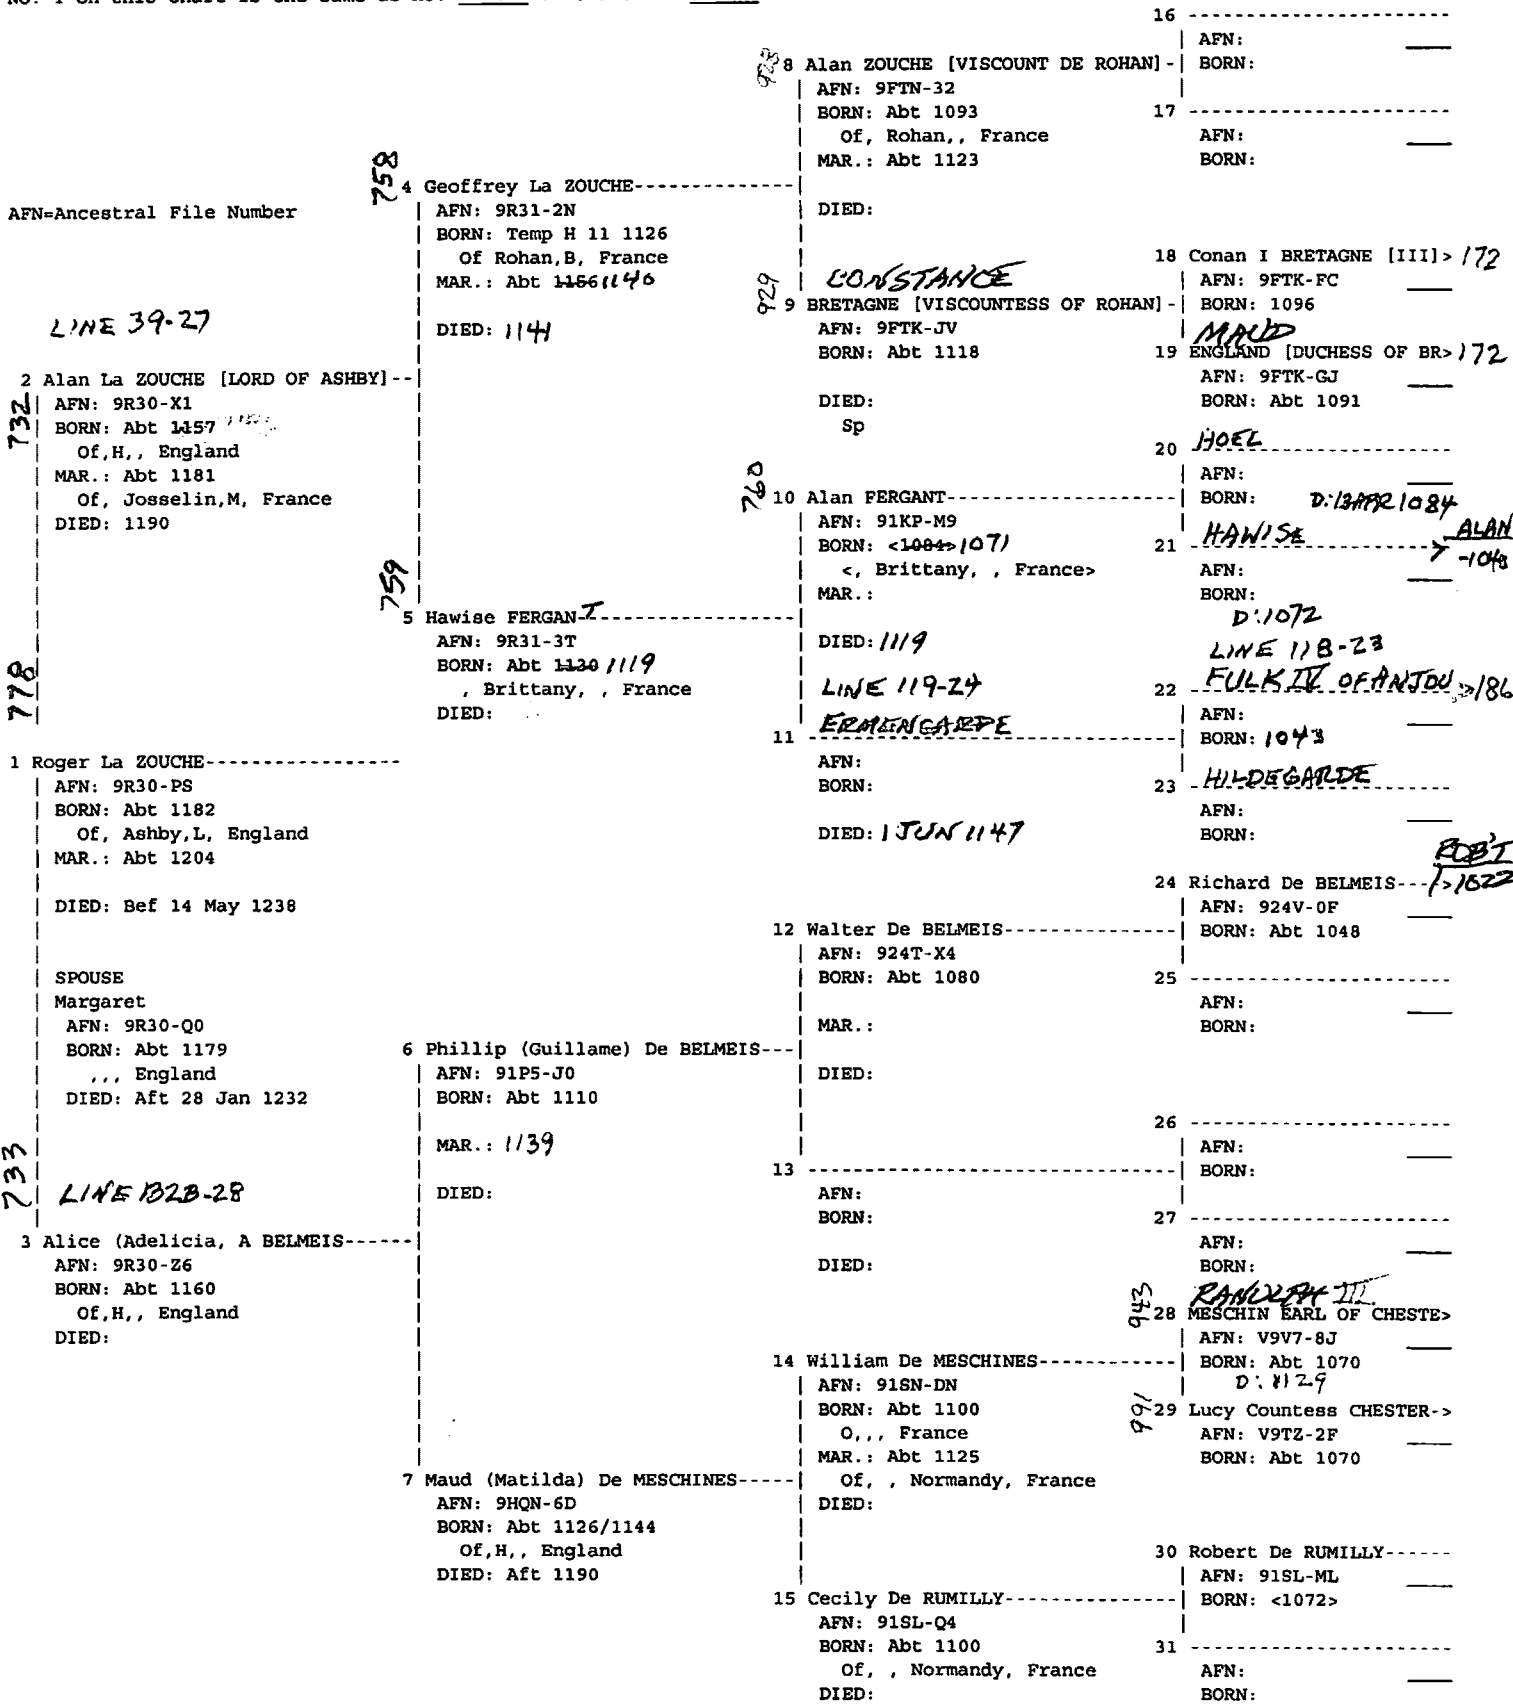 16 -----------------------
AFN:
BORN:
8 Alan ZOUCHE [VISCOUNT DE ROHAN]-
AFN: 9FTN-32
BORN: Abt 1093
Of, Rohan,, France
MAR.: Abt 1123
DIED:
17 -----------------------
AFN:
BORN:
758
4 Geoffrey La ZOUCHE--------------
AFN: 9R31-2N
BORN: Temp H 11 1126
Of Rohan,B, France
MAR.: Abt 1156 1140
DIED: 1141
AFN=Ancestral File Number
929
CONSTANCE
9 BRETAGNE [VISCOUNTESS OF ROHAN]-
AFN: 9FTK-JV
BORN: Abt 1118
DIED:
Sp
18 Conan I BRETAGNE [III]> 172
AFN: 9FTK-FC
BORN: 1096
MAUD
19 ENGLAND [DUCHESS OF BR> 172
AFN: 9FTK-GJ
BORN: Abt 1091
LINE 39-27
2 Alan La ZOUCHE [LORD OF ASHBY]--
732
AFN: 9R30-X1
BORN: Abt 1157
Of,H,, England
MAR.: Abt 1181
Of, Josselin,M, France
DIED: 1190
20 HOEL
AFN:
BORN: D:13APR1084
760
10 Alan FERGANT-------------------
AFN: 91KP-M9
BORN: <1084> 1071
<, Brittany, , France>
MAR.:
DIED: 1119
LINE 119-24
21 HAWISE > ALAN
AFN:
BORN:
D:1072
759
5 Hawise FERGANT-----------------
AFN: 9R31-3T
BORN: Abt 1130 1119
, Brittany, , France
DIED:
LINE 118-23
22 FULK IV OF ANJOU >186
AFN:
BORN: 1043
ERMENGARDE
11 -------------------------------
AFN:
BORN:
DIED: 1 JUN 1147
23 HILDEGARDE
AFN:
BORN:
778
1 Roger La ZOUCHE----------------
AFN: 9R30-PS
BORN: Abt 1182
Of, Ashby,L, England
MAR.: Abt 1204
DIED: Bef 14 May 1238
SPOUSE
Margaret
AFN: 9R30-Q0
BORN: Abt 1179
,,, England
DIED: Aft 28 Jan 1232
ROB'T
24 Richard De BELMEIS---
AFN: 924V-0F
BORN: Abt 1048
12 Walter De BELMEIS--------------
AFN: 924T-X4
BORN: Abt 1080
MAR.:
DIED:
25 -----------------------
AFN:
BORN:
6 Phillip (Guillame) De BELMEIS---
AFN: 91P5-J0
BORN: Abt 1110
MAR.: 1139
DIED:
26 -----------------------
AFN:
BORN:
13 -------------------------------
AFN:
BORN:
DIED:
27 -----------------------
AFN:
BORN:
733
LINE 132B-28
3 Alice (Adelicia, A BELMEIS------
AFN: 9R30-Z6
BORN: Abt 1160
Of,H,, England
DIED:
943
RANULPH III
28 MESCHIN EARL OF CHESTE>
AFN: V9V7-8J
BORN: Abt 1070
D: 1129
14 William De MESCHINES------------
AFN: 91SN-DN
BORN: Abt 1100
O,,, France
MAR.: Abt 1125
Of, , Normandy, France
DIED:
991
29 Lucy Countess CHESTER->
AFN: V9TZ-2F
BORN: Abt 1070
7 Maud (Matilda) De MESCHINES-----
AFN: 9HQN-6D
BORN: Abt 1126/1144
Of,H,, England
DIED: Aft 1190
30 Robert De RUMILLY------
AFN: 91SL-ML
BORN: <1072>
15 Cecily De RUMILLY---------------
AFN: 91SL-Q4
BORN: Abt 1100
Of, , Normandy, France
DIED:
31 -----------------------
AFN:
BORN: